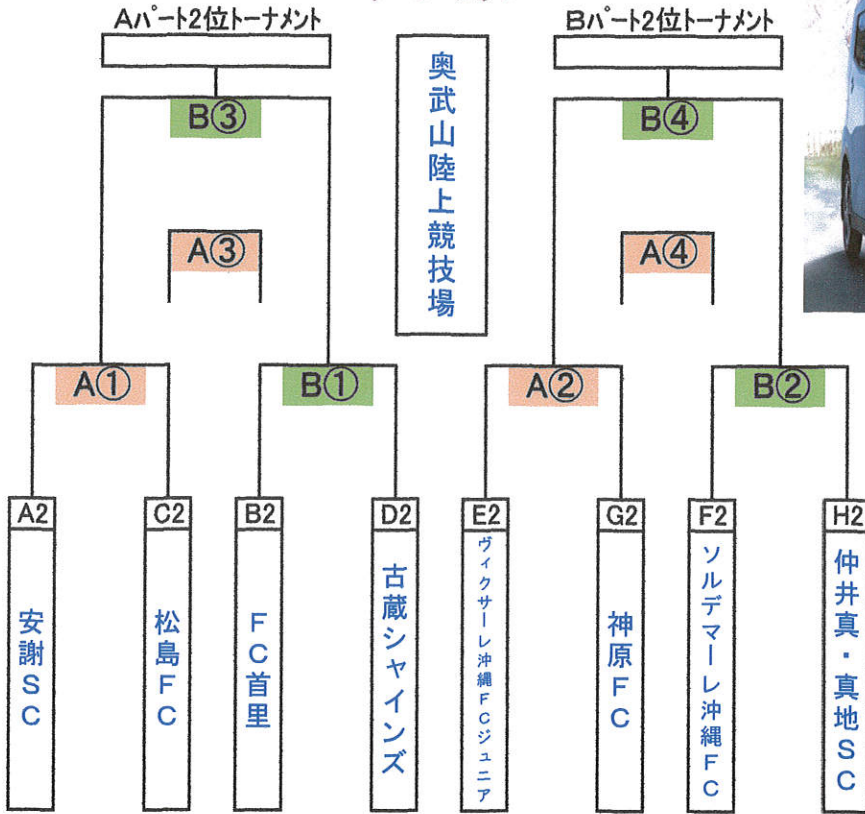 Aパート2位トーナメント
Bパート2位トーナメント
奥武山陸上競技場
B③
B④
A③
A④
A①
B①
A②
B②
A2
C2
B2
D2
E2
G2
F2
H2
安謝SC
松島FC
FC首里
古蔵シャインズ
ヴィクサーレ沖縄FCジュニア
神原FC
ソルデマーレ沖縄FC
仲井真・真地SC